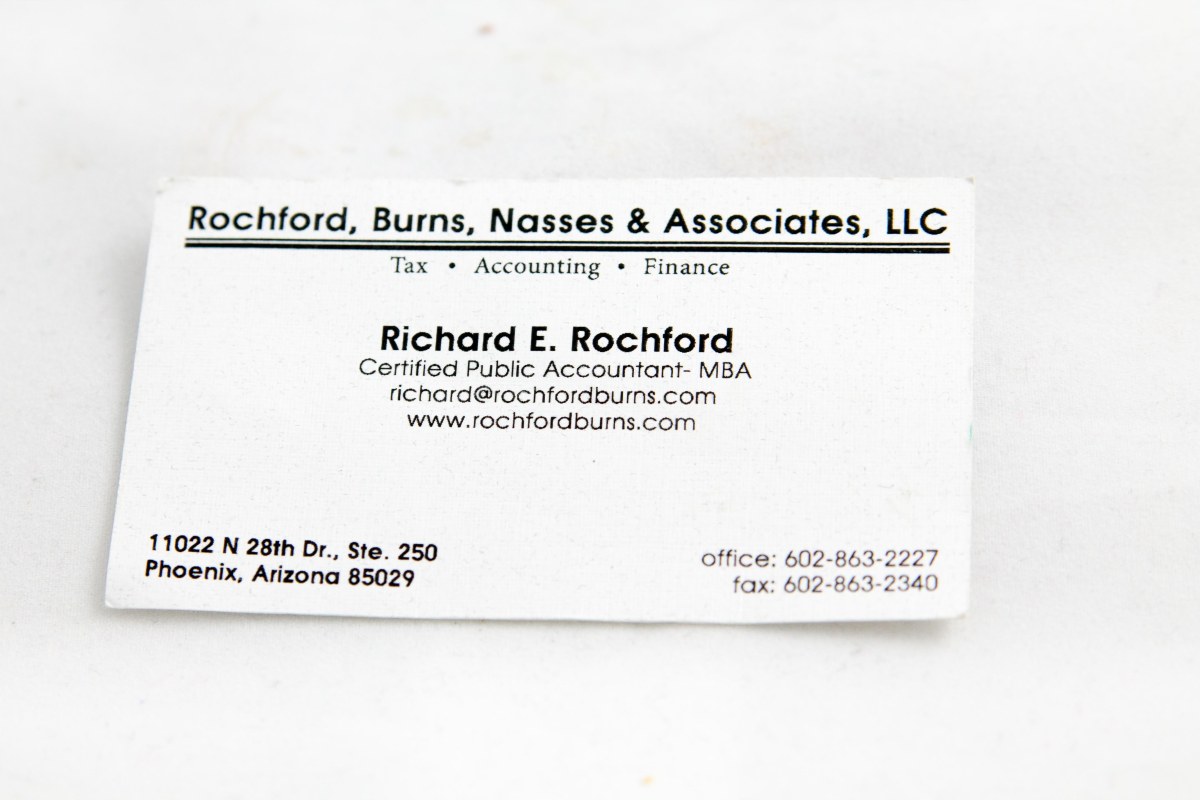 Rochford, Burns, Nasses & Associates, LLC
Tax • Accounting • Finance
Richard E. Rochford
Certified Public Accountant- MBA
richard@rochfordburns.com
www.rochfordburns.com
11022 N 28th Dr., Ste. 250
Phoenix, Arizona 85029
office: 602-863-2227
fax: 602-863-2340